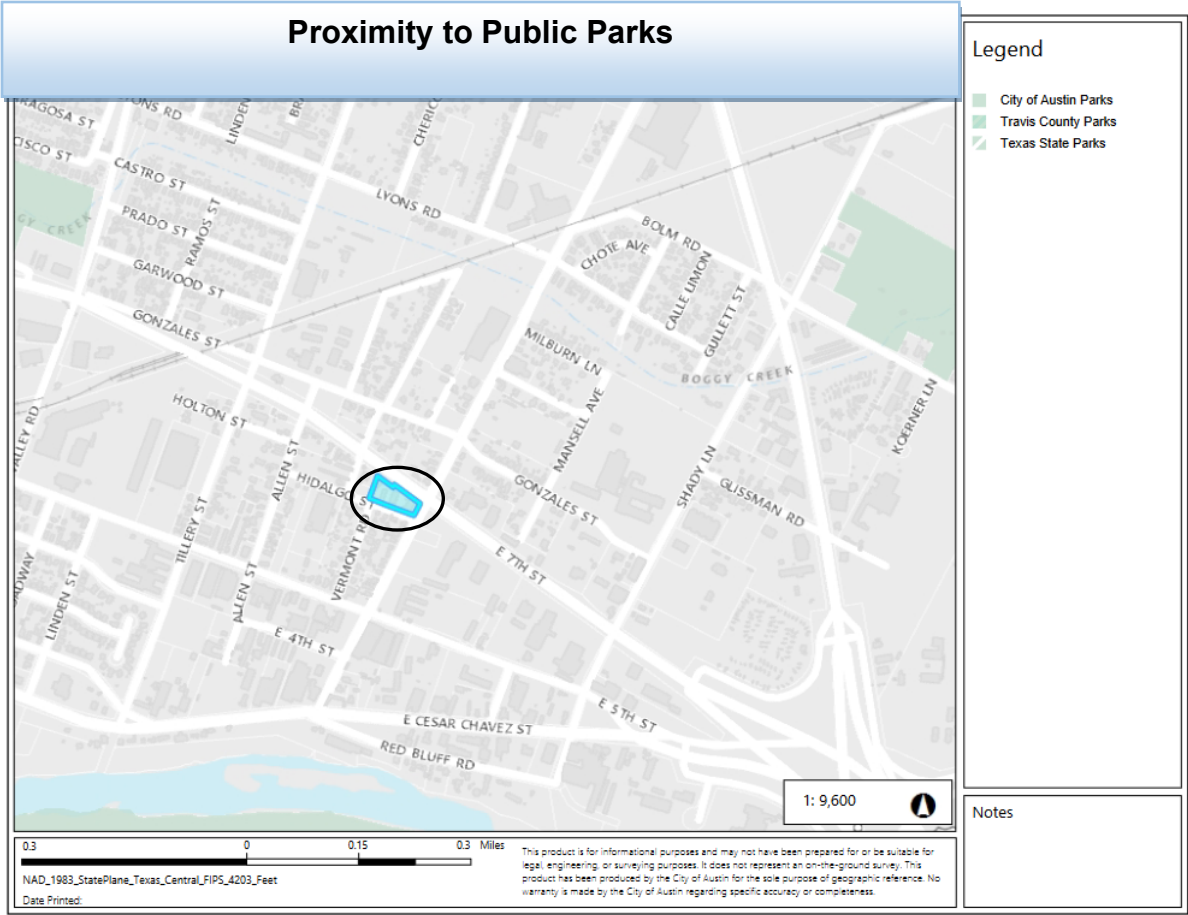 Proximity to Public Parks
Legend
City of Austin Parks
Travis County Parks
Texas State Parks
LINDEN
CHERICO
CASTRO ST
LYONS RD
PRADO ST
RAMOS ST
BOLM RD
CHOTE AVE
GARWOOD ST
CALLE LIMON
GONZALES ST
GULLETT ST
MILBURN LN
BOGGY CREEK
HOLTON ST
MANSELL AVE
KOERNER LN
ALLEN ST
SHADY LN
HIDALGO ST
GONZALES ST
GLISSMAN RD
TILLERY ST
VERMONT RD
E 7TH ST
LINDEN ST
ALLEN ST
E 4TH ST
E 5TH ST
E CESAR CHAVEZ ST
RED BLUFF RD
1: 9,600
Notes
0.3 0 0.15 0.3 Miles
NAD_1983_StatePlane_Texas_Central_FIPS_4203_Feet
Date Printed:
This product is for informational purposes and may not have been prepared for or be suitable for
legal, engineering, or surveying purposes. It does not represent an on-the-ground survey. This
product has been produced by the City of Austin for the sole purpose of geographic reference. No
warranty is made by the City of Austin regarding specific accuracy or completeness.